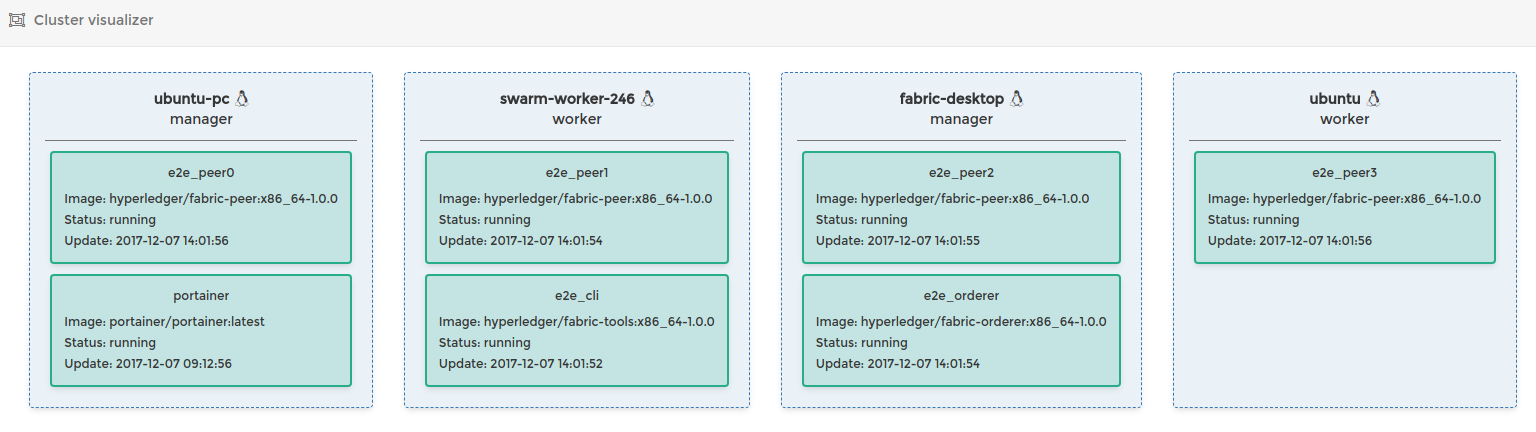 Cluster visualizer
ubuntu-pc
manager
e2e_peer0
Image: hyperledger/fabric-peer:x86_64-1.0.0
Status: running
Update: 2017-12-07 14:01:56
portainer
Image: portainer/portainer:latest
Status: running
Update: 2017-12-07 09:12:56
swarm-worker-246
worker
e2e_peer1
Image: hyperledger/fabric-peer:x86_64-1.0.0
Status: running
Update: 2017-12-07 14:01:54
e2e_cli
Image: hyperledger/fabric-tools:x86_64-1.0.0
Status: running
Update: 2017-12-07 14:01:52
fabric-desktop
manager
e2e_peer2
Image: hyperledger/fabric-peer:x86_64-1.0.0
Status: running
Update: 2017-12-07 14:01:55
e2e_orderer
Image: hyperledger/fabric-orderer:x86_64-1.0.0
Status: running
Update: 2017-12-07 14:01:54
ubuntu
worker
e2e_peer3
Image: hyperledger/fabric-peer:x86_64-1.0.0
Status: running
Update: 2017-12-07 14:01:56